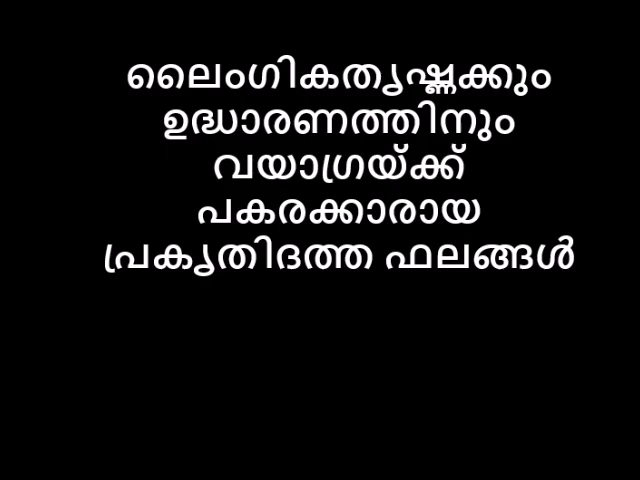 ലൈംഗികതൃഷ്ണക്കും
ഉദ്ധാരണത്തിനും
വയാഗ്രയ്ക്ക്
പകരക്കാരായ
പ്രകൃതിദത്ത ഫലങ്ങൾ